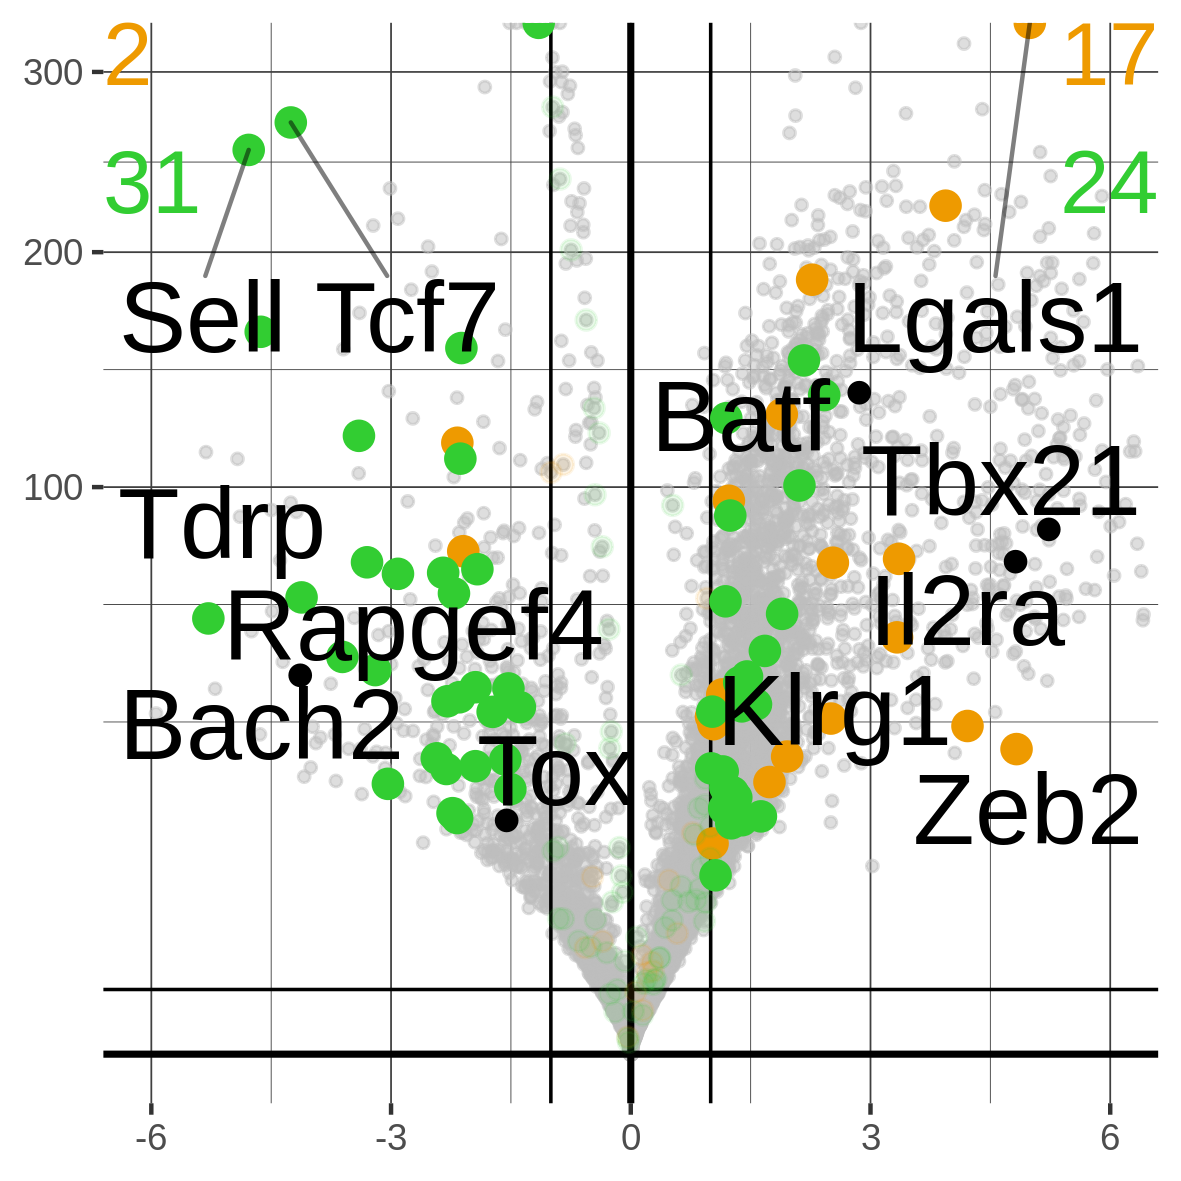 2 17
300
31 24
200
Sell Tcf7 Lgals1
Batf
Tbx21
100
Tdrp
Rapgef4 Il2ra
Bach2 Klrg1
Tox Zeb2
-6 -3 0 3 6